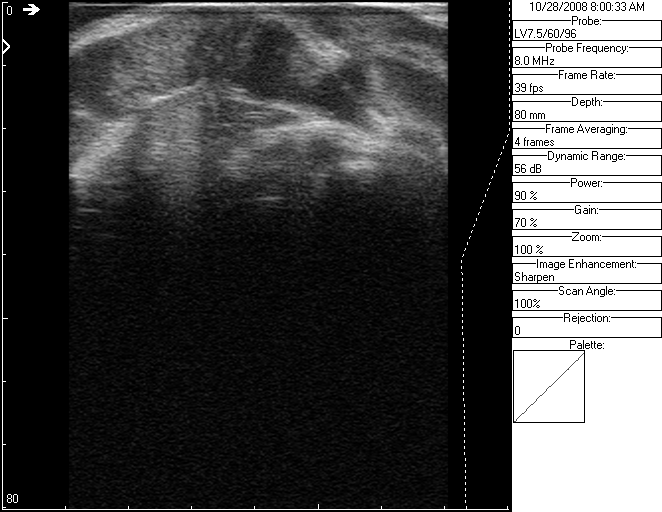 0
80
10/28/2008 8:00:33 AM
Probe:
LV7.5/60/96
Probe Frequency:
8.0 MHz
Frame Rate:
39 fps
Depth:
80 mm
Frame Averaging:
4 frames
Dynamic Range:
56 dB
Power:
90 %
Gain:
70 %
Zoom:
100 %
Image Enhancement:
Sharpen
Scan Angle:
100%
Rejection:
0
Palette: